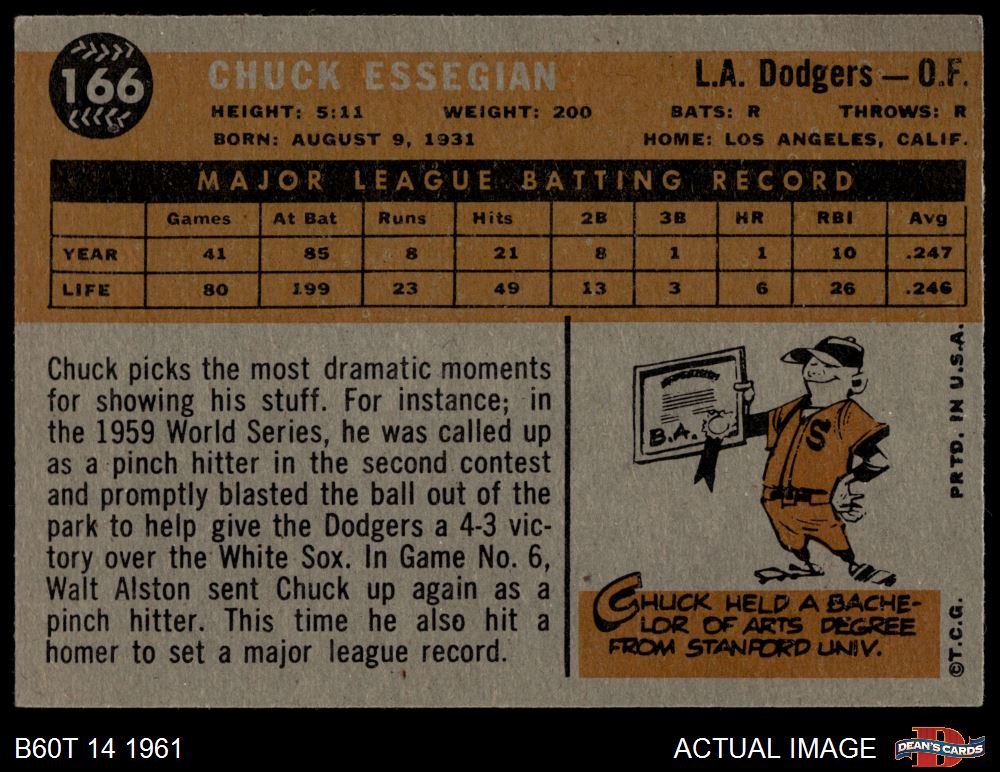 166
CHUCK ESSEGIAN
L.A. Dodgers — O.F.
HEIGHT: 5:11 WEIGHT: 200 BATS: R THROWS: R
BORN: AUGUST 9, 1931 HOME: LOS ANGELES, CALIF.
MAJOR LEAGUE BATTING RECORD
Games At Bat Runs Hits 2B 3B HR RBI Avg
YEAR 41 85 8 21 8 1 1 10 .247
LIFE 80 199 23 49 13 3 6 26 .246
Chuck picks the most dramatic moments
for showing his stuff. For instance; in
the 1959 World Series, he was called up
as a pinch hitter in the second contest
and promptly blasted the ball out of the
park to help give the Dodgers a 4-3 vic-
tory over the White Sox. In Game No. 6,
Walt Alston sent Chuck up again as a
pinch hitter. This time he also hit a
homer to set a major league record.
B.A.
S
CHUCK HELD A BACHE-
LOR OF ARTS DEGREE
FROM STANFORD UNIV.
©T.C.G. PRTD. IN U.S.A.
B60T 14 1961
ACTUAL IMAGE
D
DEAN'S CARDS